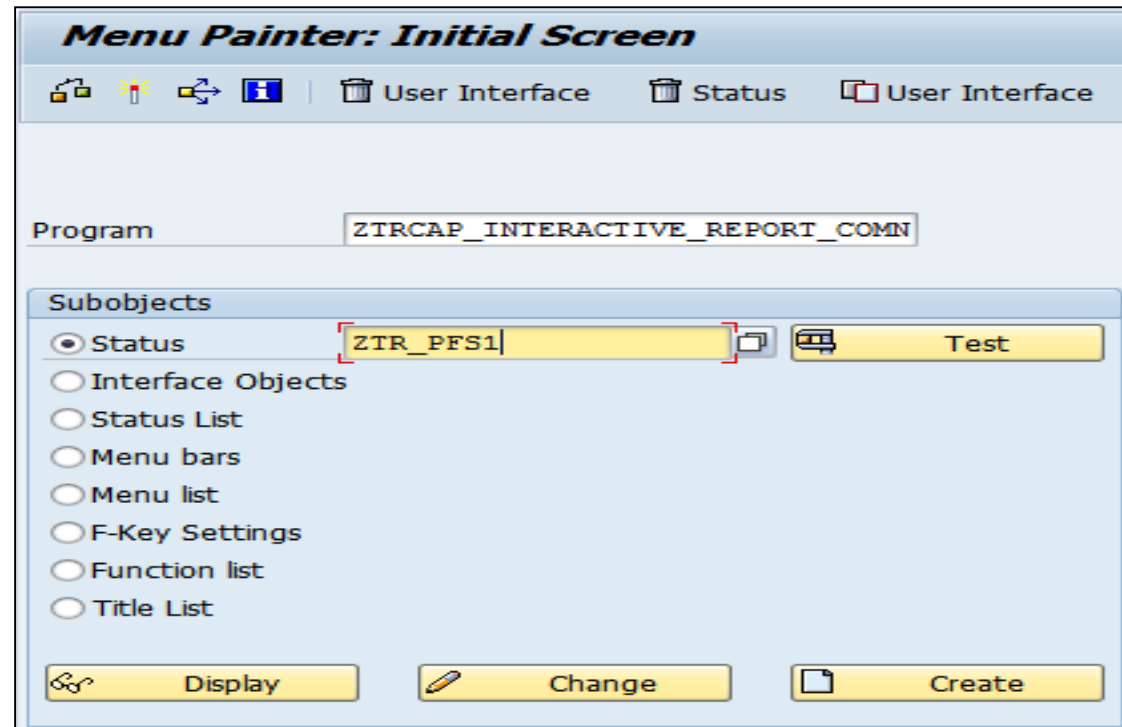 Menu Painter: Initial Screen
User Interface Status User Interface
Program ZTRCAP_INTERACTIVE_REPORT_COMN
Subobjects
Status ZTR_PFS1 Test
Interface Objects
Status List
Menu bars
Menu list
F-Key Settings
Function list
Title List
Display Change Create